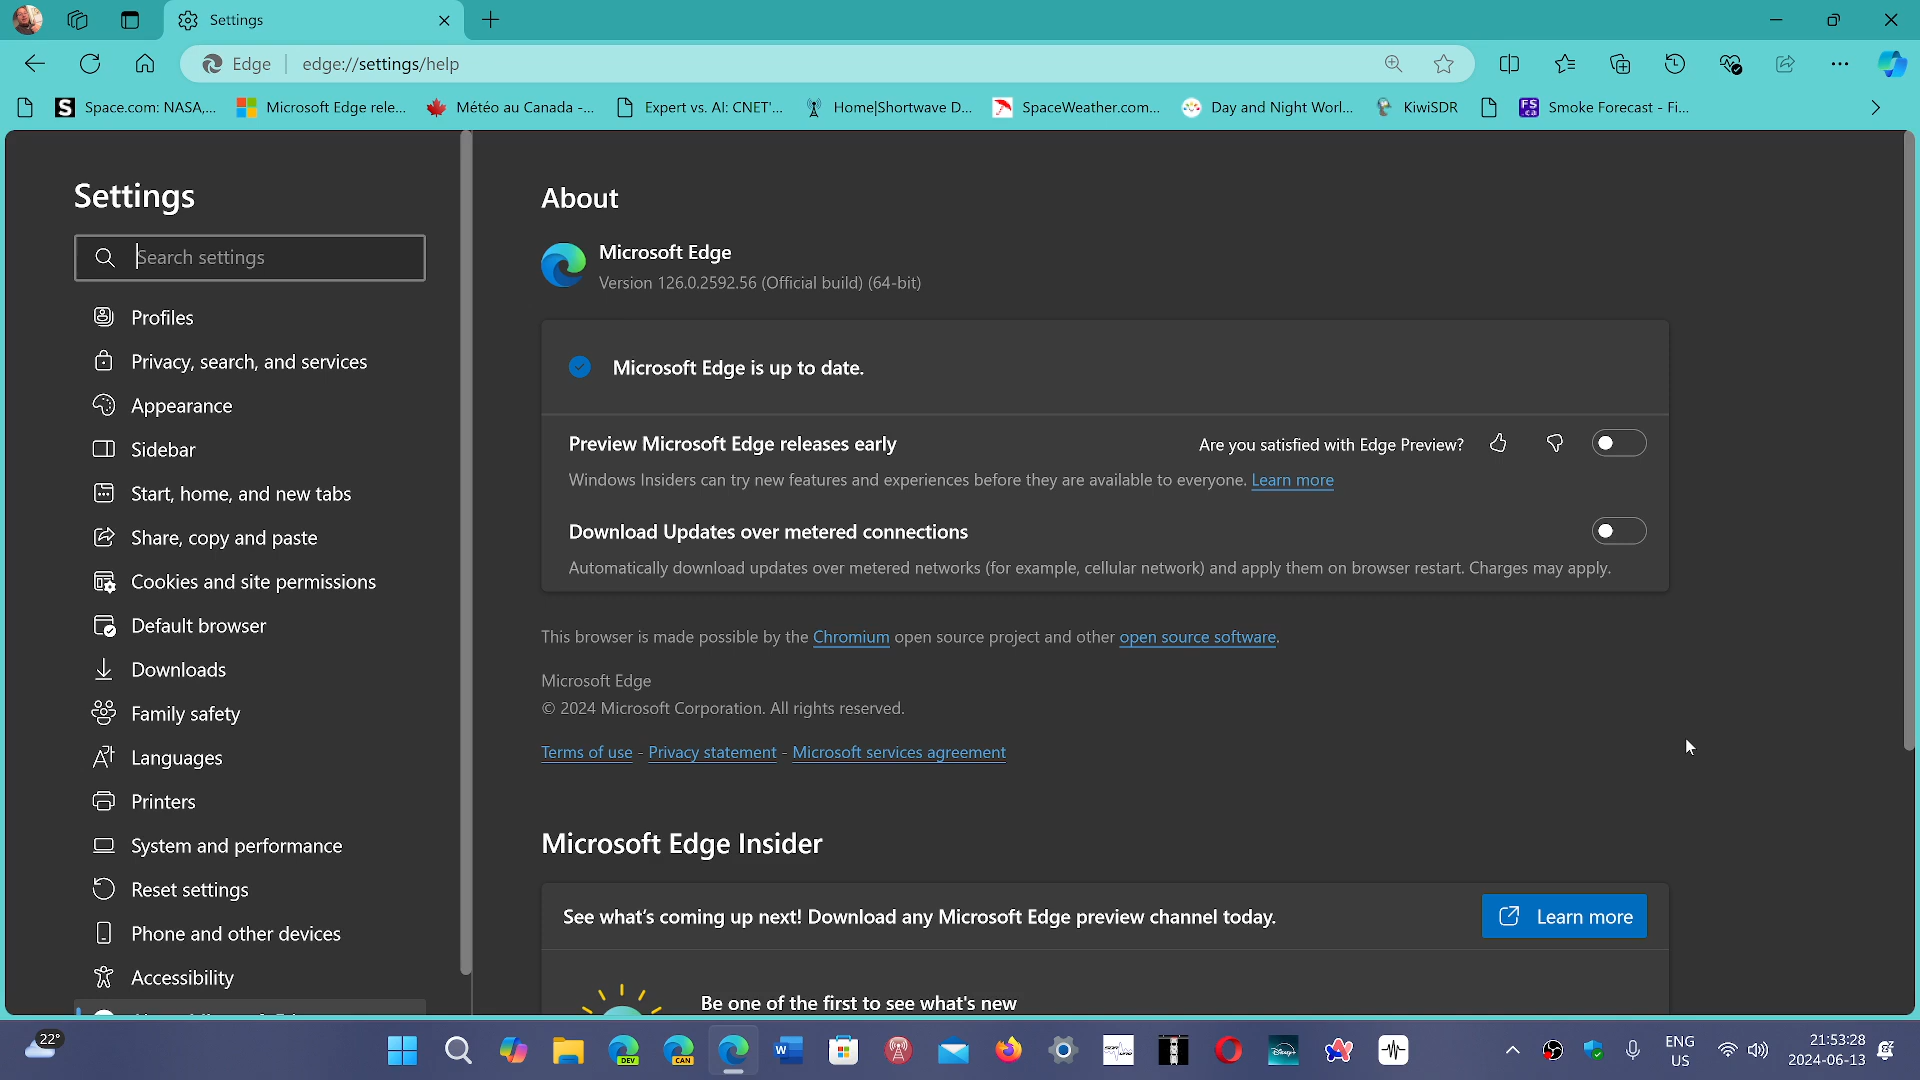 Settings
Edge
edge://settings/help
Space.com: NASA,...
Microsoft Edge rele...
Météo au Canada -...
Expert vs. AI: CNET'...
Home|Shortwave D...
SpaceWeather.com...
Day and Night Worl...
KiwiSDR
FS
.ca
Smoke Forecast - Fi...
Settings
Search settings
Profiles
Privacy, search, and services
Appearance
Sidebar
Start, home, and new tabs
Share, copy and paste
Cookies and site permissions
Default browser
Downloads
Family safety
Languages
Printers
System and performance
Reset settings
Phone and other devices
Accessibility
About
Microsoft Edge
Version 126.0.2592.56 (Official build) (64-bit)
Microsoft Edge is up to date.
Preview Microsoft Edge releases early
Are you satisfied with Edge Preview?
Windows Insiders can try new features and experiences before they are available to everyone. Learn more
Download Updates over metered connections
Automatically download updates over metered networks (for example, cellular network) and apply them on browser restart. Charges may apply.
This browser is made possible by the Chromium open source project and other open source software.
Microsoft Edge
© 2024 Microsoft Corporation. All rights reserved.
Terms of use - Privacy statement - Microsoft services agreement
Microsoft Edge Insider
See what's coming up next! Download any Microsoft Edge preview channel today.
Learn more
Be one of the first to see what's new
22°
DEV
CAN
W
Disney+
ENG
US
21:53:28
2024-06-13